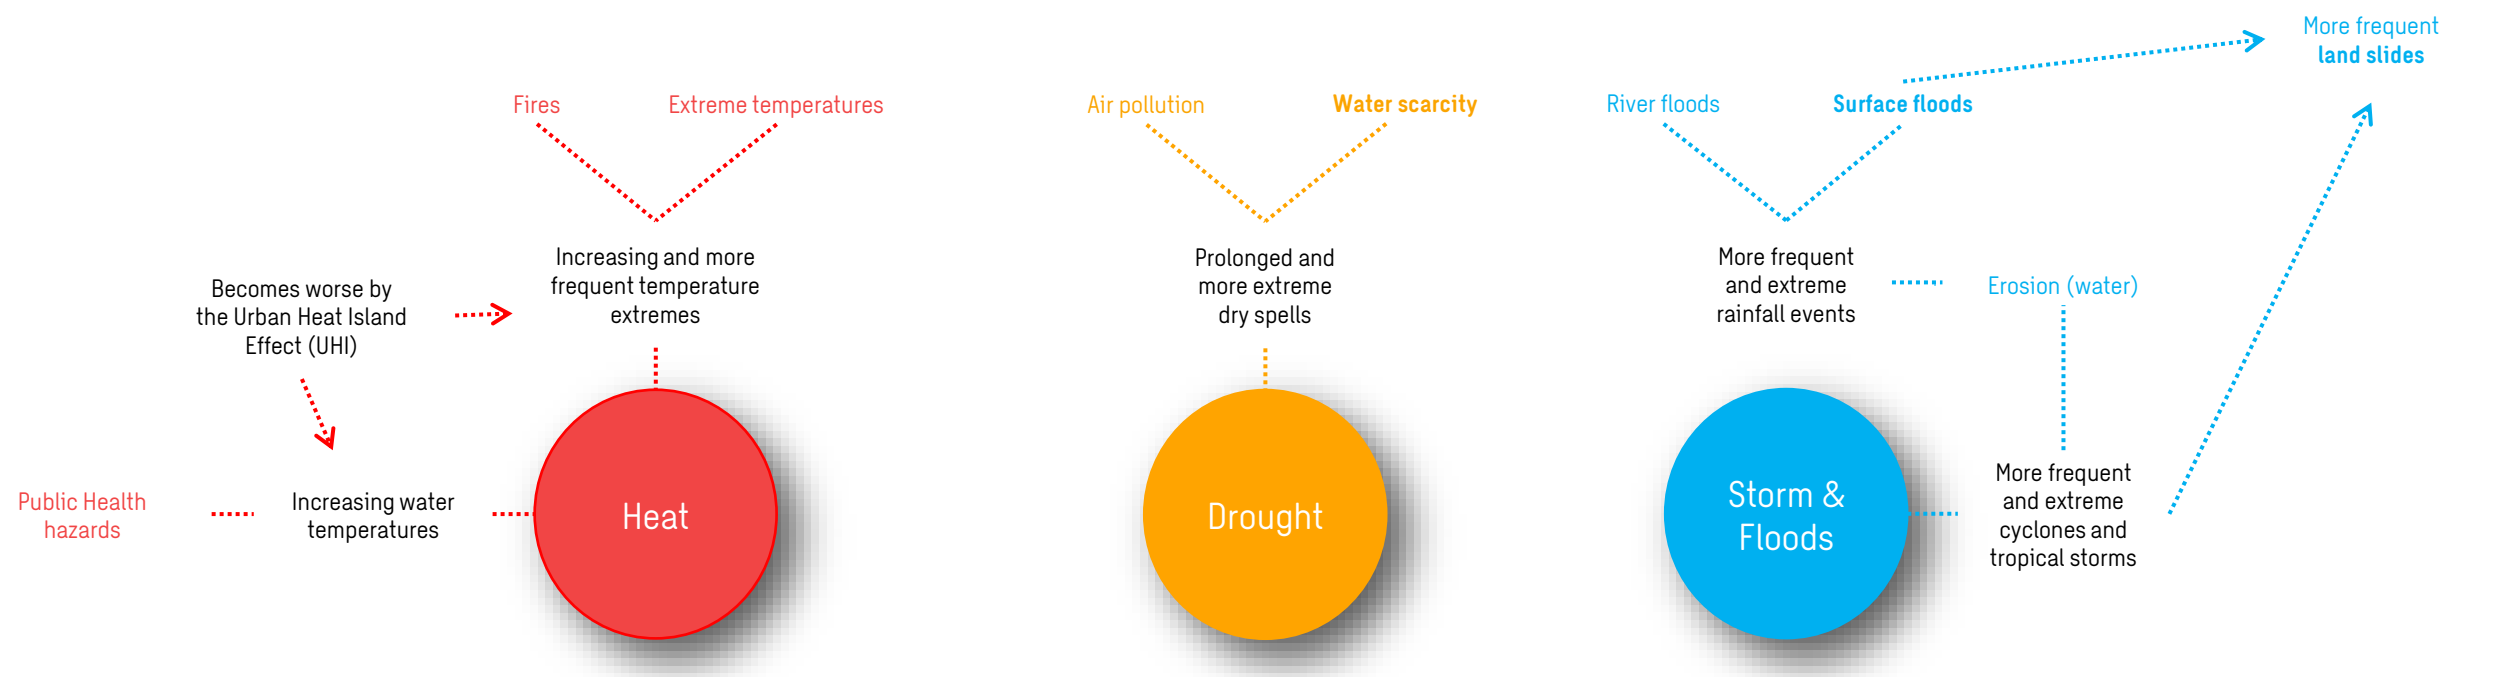 More frequent
land slides
Fires
Extreme temperatures
Air pollution
Water scarcity
River floods
Surface floods
Becomes worse by
the Urban Heat Island
Effect (UHI)
Increasing and more
frequent temperature
extremes
Prolonged and
more extreme
dry spells
More frequent
and extreme
rainfall events
Erosion (water)
Public Health
hazards
Increasing water
temperatures
Heat
Drought
Storm &
Floods
More frequent
and extreme
cyclones and
tropical storms